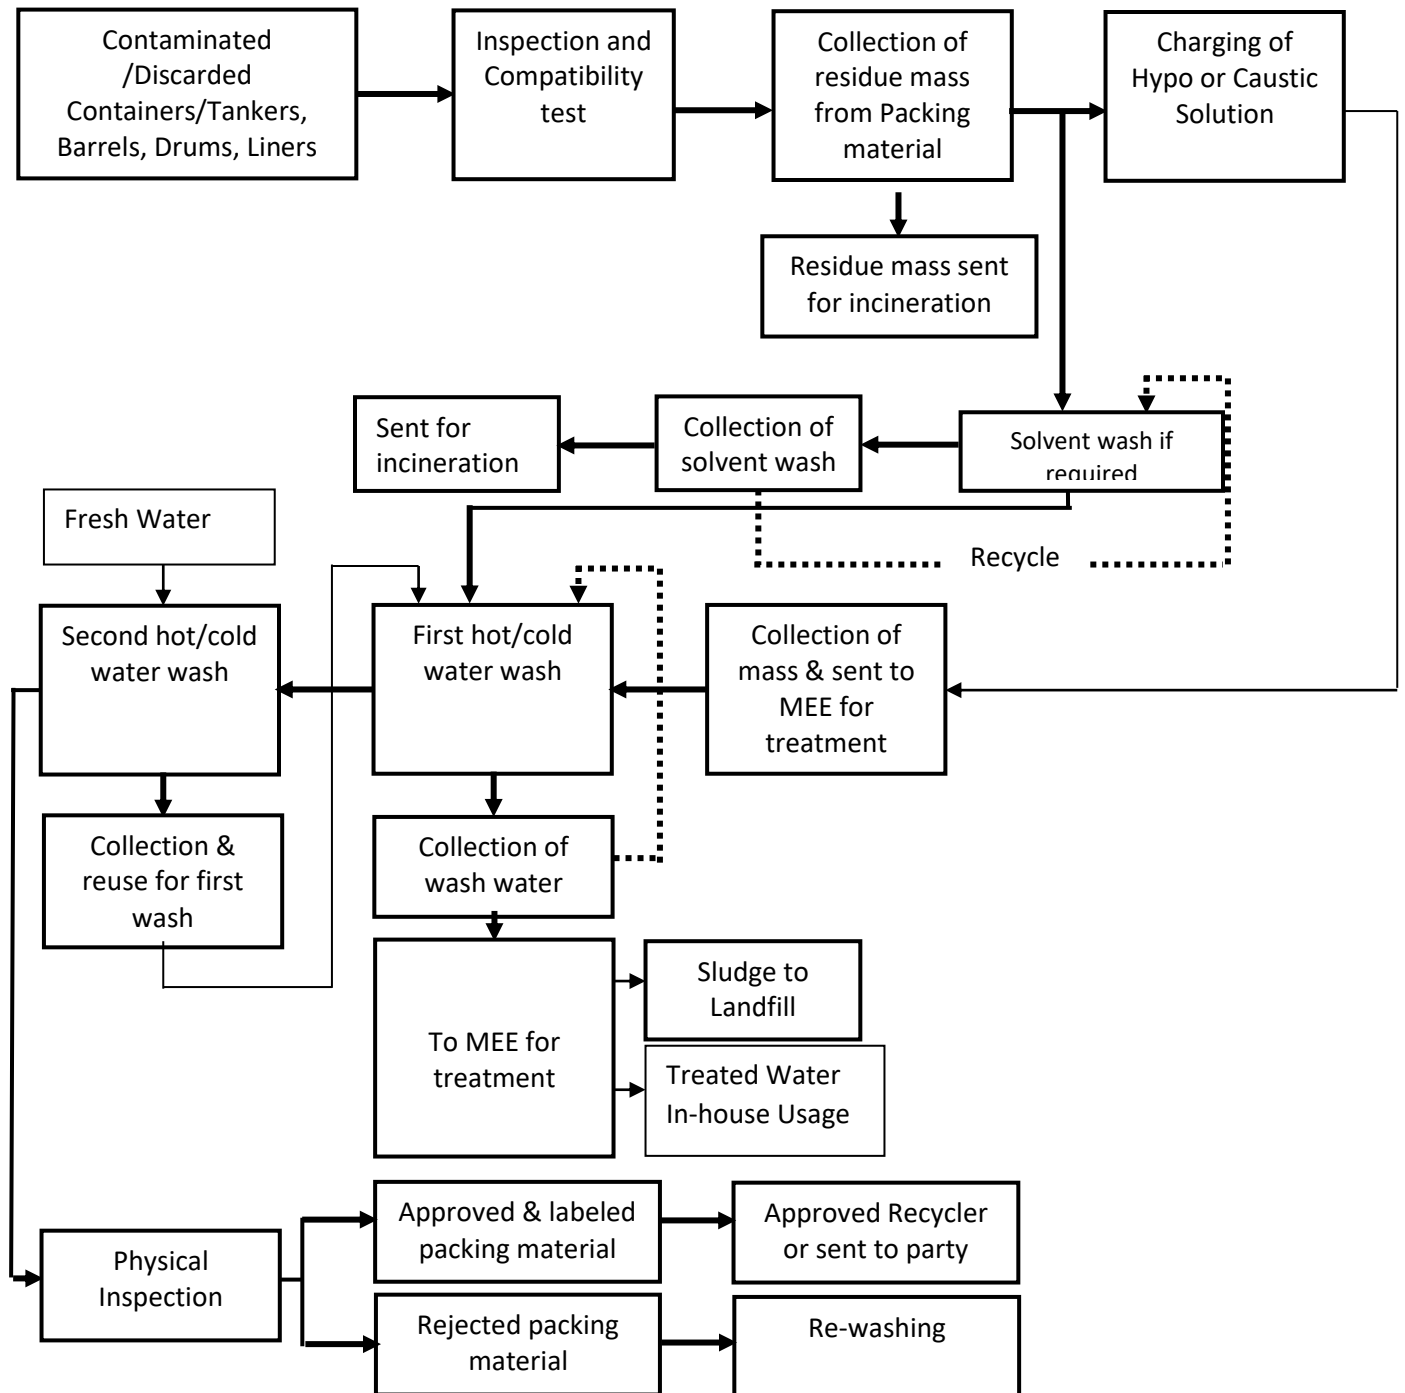 Contaminated
/Discarded
Containers/Tankers,
Barrels, Drums, Liners
Inspection and
Compatibility
test
Collection of
residue mass
from Packing
material
Charging of
Hypo or Caustic
Solution
Residue mass sent
for incineration
Sent for
incineration
Collection of
solvent wash
Solvent wash if
required
Fresh Water
Recycle
Second hot/cold
water wash
First hot/cold
water wash
Collection of
mass & sent to
MEE for
treatment
Collection &
reuse for first
wash
Collection of
wash water
To MEE for
treatment
Sludge to
Landfill
Treated Water
In-house Usage
Physical
Inspection
Approved & labeled
packing material
Approved Recycler
or sent to party
Rejected packing
material
Re-washing